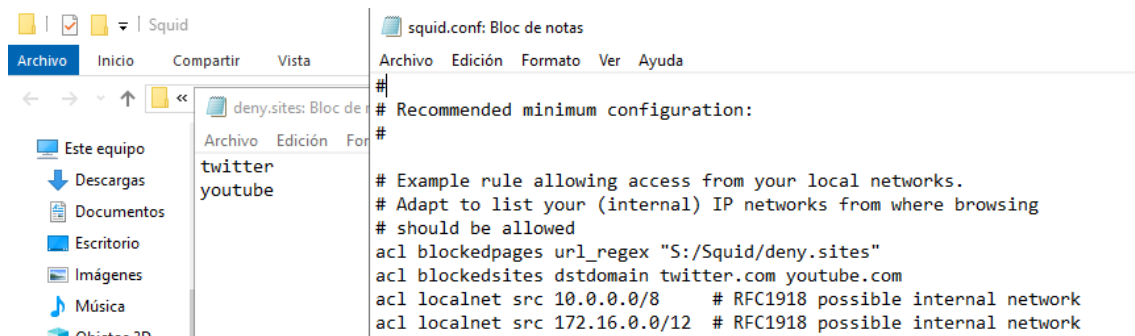 Squid
Archivo Inicio Compartir Vista
«
Este equipo
Descargas
Documentos
Escritorio
Imágenes
Música
deny.sites: Bloc de
Archivo Edición
twitter
youtube
squid.conf: Bloc de notas
Archivo Edición Formato Ver Ayuda
#
# Recommended minimum configuration:
#
# Example rule allowing access from your local networks.
# Adapt to list your (internal) IP networks from where browsing
# should be allowed
acl blockedpages url_regex "S:/Squid/deny.sites"
acl blockedsites dstdomain twitter.com youtube.com
acl localnet src 10.0.0.0/8 # RFC1918 possible internal network
acl localnet src 172.16.0.0/12 # RFC1918 possible internal network